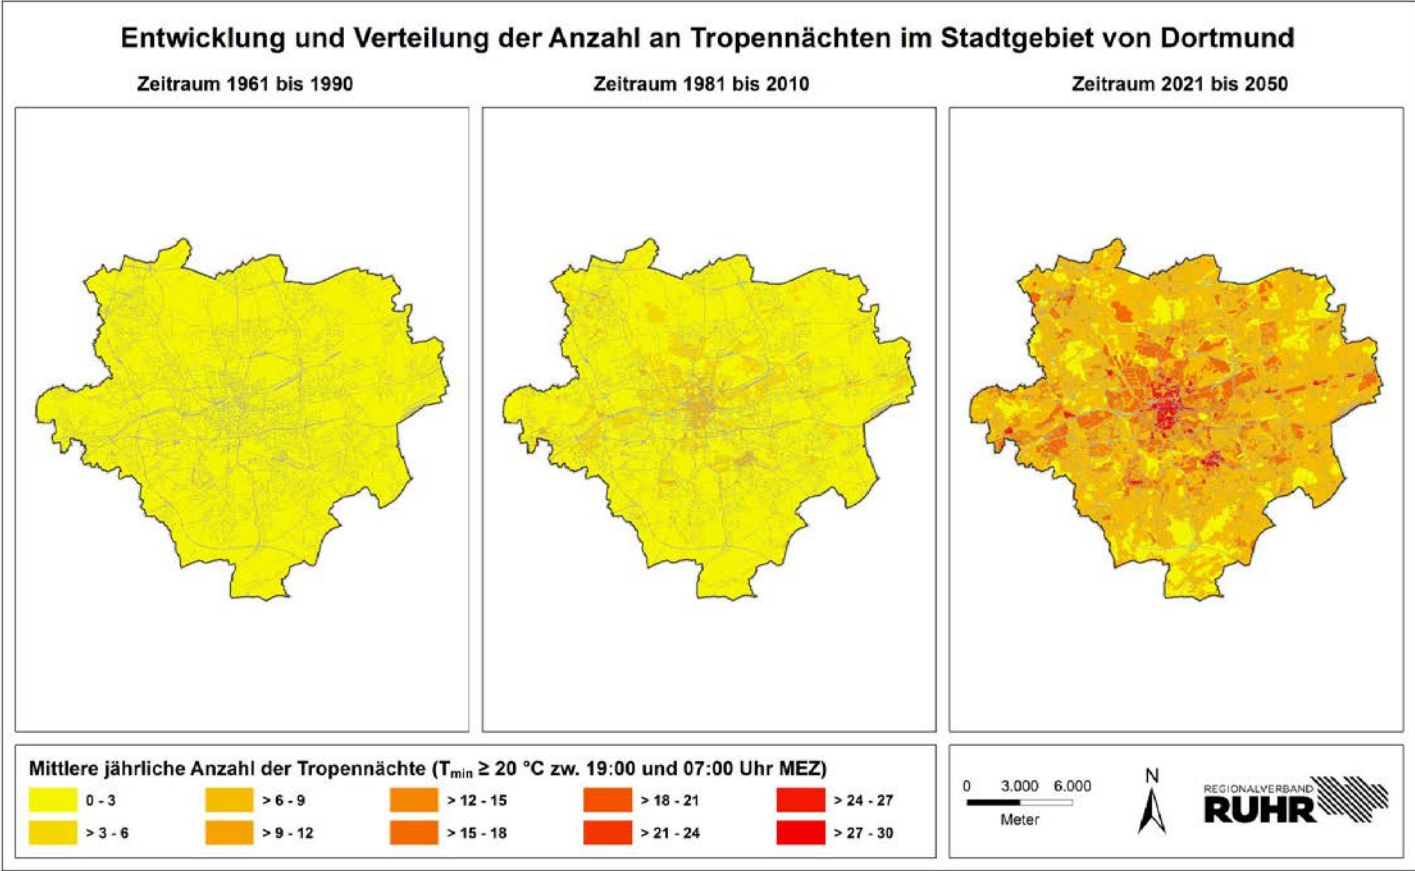 Entwicklung und Verteilung der Anzahl an Tropennächten im Stadtgebiet von Dortmund
Zeitraum 1961 bis 1990
Zeitraum 1981 bis 2010
Zeitraum 2021 bis 2050
Mittlere jährliche Anzahl der Tropennächte (Tmin ≥ 20 °C zw. 19:00 und 07:00 Uhr MEZ)
0 - 3
> 6 - 9
> 12 - 15
> 18 - 21
> 24 - 27
> 3 - 6
> 9 - 12
> 15 - 18
> 21 - 24
> 27 - 30
0 3.000 6.000
Meter
N
REGIONALVERBAND
RUHR